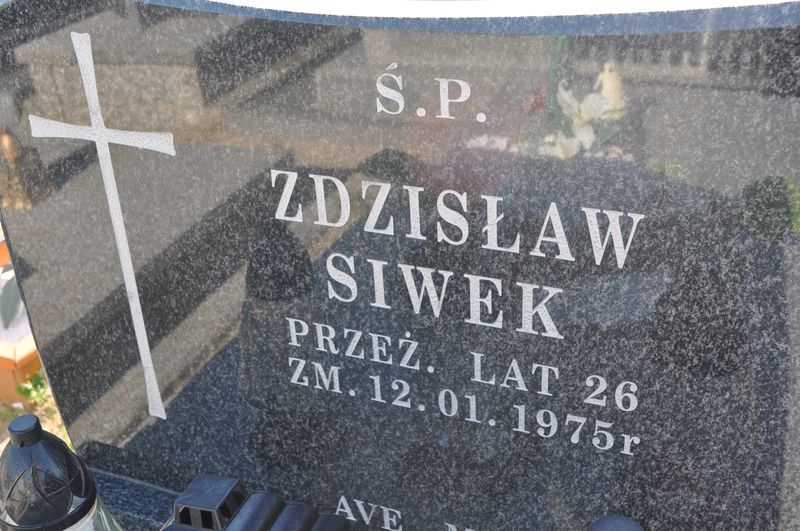 Ś.P.
ZDZISŁAW
SIWEK
PRZEŻ. LAT 26
ZM. 12.01.1975r
AVE